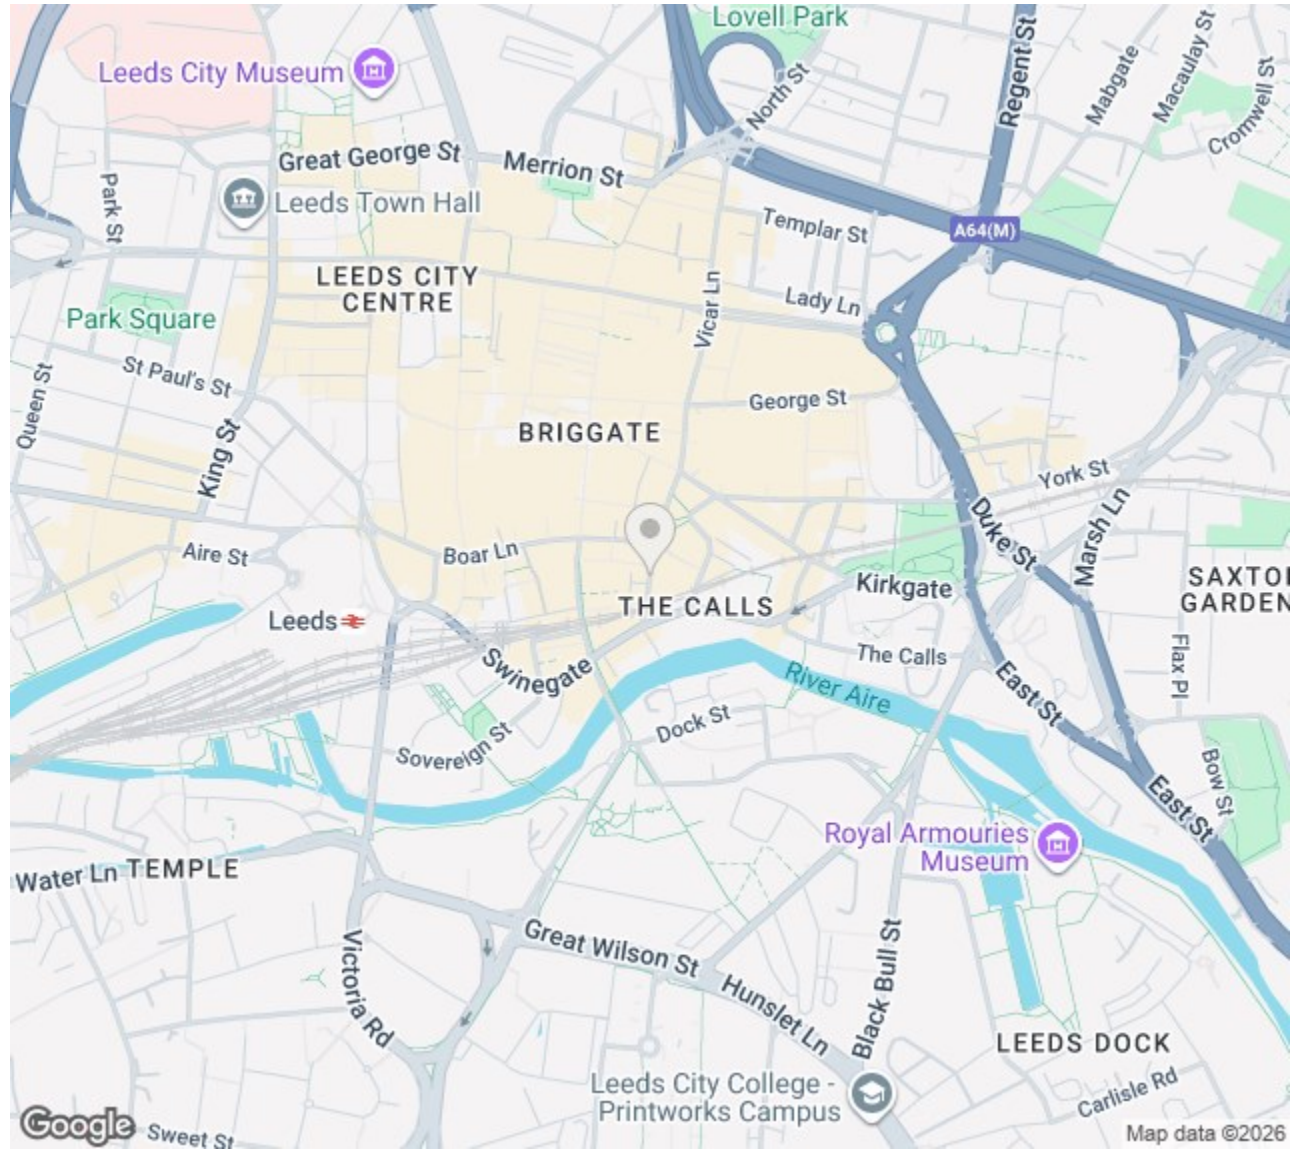 Lovell Park
Leeds City Museum
North St
Regent St
Mabgate
Macaulay St
Cromwell St
Great George St
Merrion St
Park St
Leeds Town Hall
Templar St
A64(M)
LEEDS CITY
CENTRE
Vicar Ln
Lady Ln
Park Square
St Paul's St
Queen St
King St
George St
BRIGGATE
York St
Duke St
Marsh Ln
Aire St
Boar Ln
Kirkgate
SAXTO
GARDEN
THE CALLS
Leeds
The Calls
Flax Pl
Swinegate
River Aire
East St
Dock St
Sovereign St
Bow St
East St
Royal Armouries
Museum
Water Ln
TEMPLE
Great Wilson St
Black Bull St
Victoria Rd
Hunslet Ln
LEEDS DOCK
Leeds City College -
Printworks Campus
Carlisle Rd
Google
Sweet St
Map data ©2026